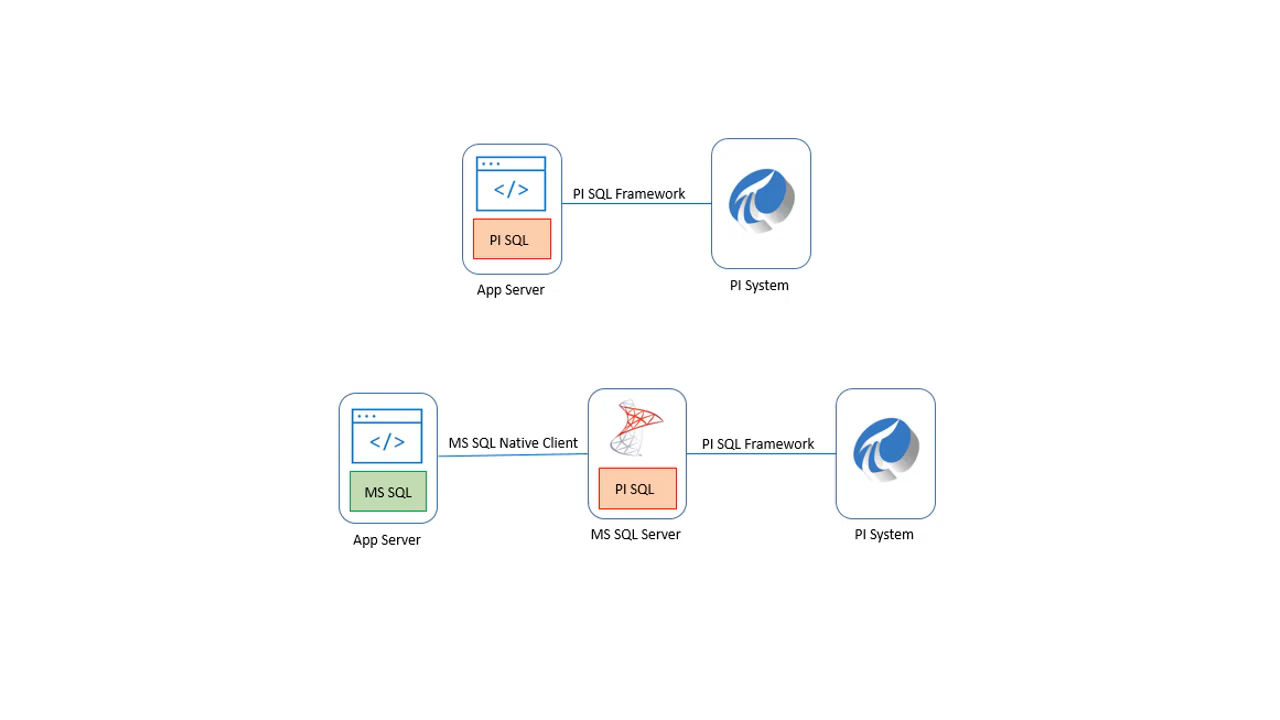 </>
PI SQL Framework
PI SQL
App Server
PI System
</>
MS SQL Native Client
PI SQL Framework
MS SQL
PI SQL
App Server
MS SQL Server
PI System